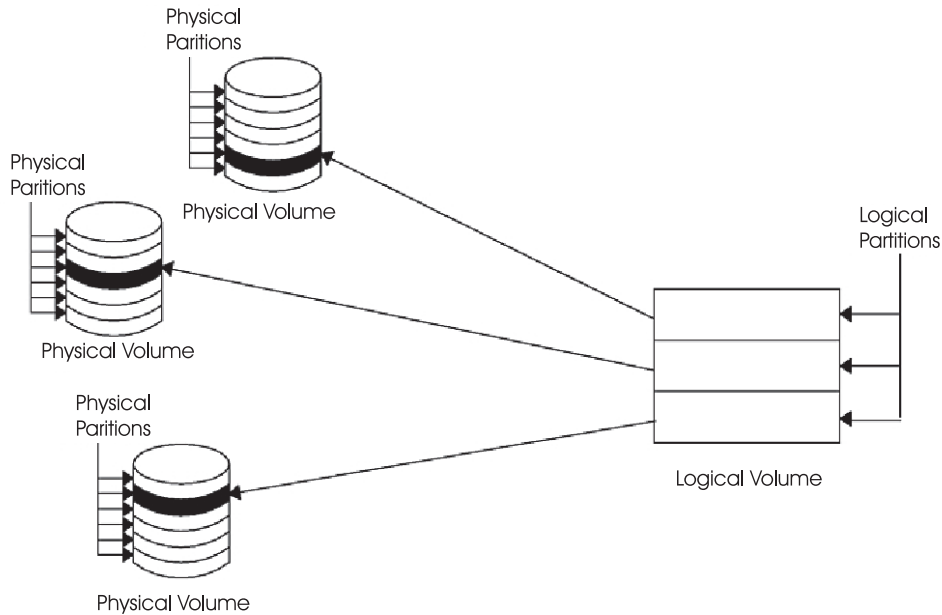 Physical
Paritions
Physical Volume
Physical
Paritions
Physical Volume
Logical
Partitions
Physical
Paritions
Logical Volume
Physical Volume